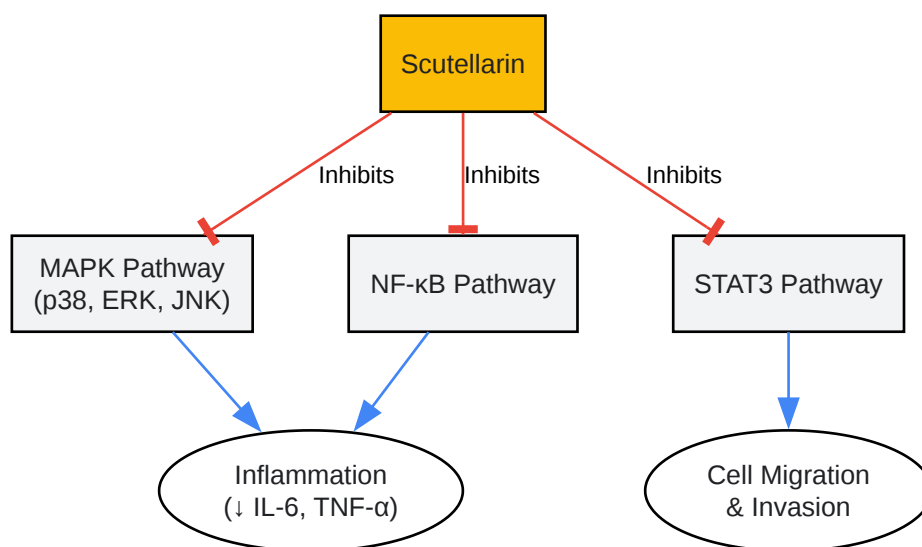 Scutellarin
Inhibits
Inhibits
Inhibits
MAPK Pathway
(p38, ERK, JNK)
NF-κB Pathway
STAT3 Pathway
Inflammation
(↓ IL-6, TNF-α)
Cell Migration
& Invasion